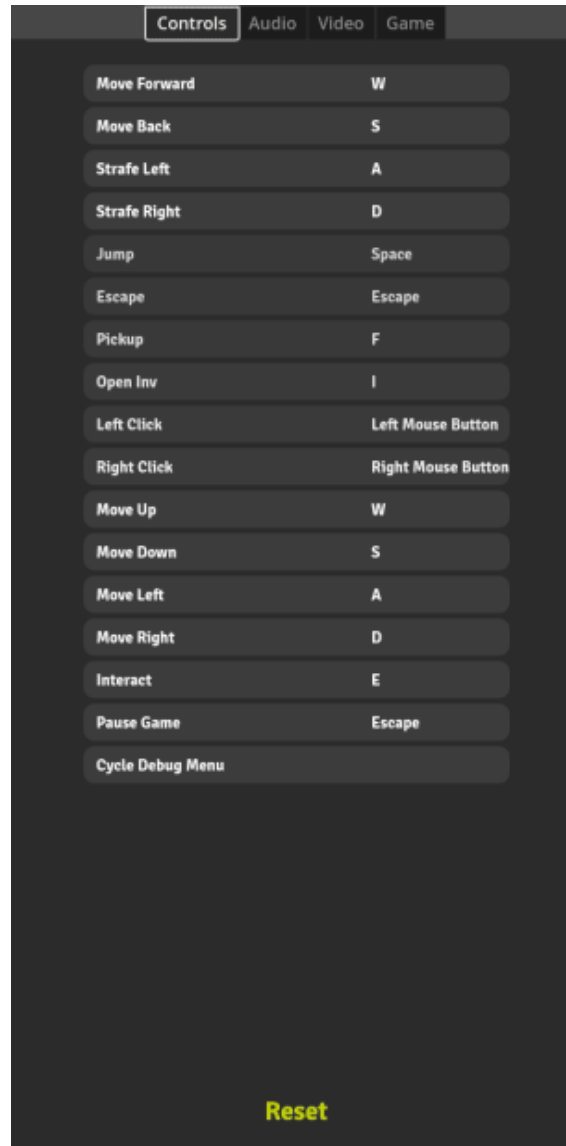 Controls Audio Video Game
Move Forward W
Move Back S
Strafe Left A
Strafe Right D
Jump Space
Escape Escape
Pickup F
Open Inv I
Left Click Left Mouse Button
Right Click Right Mouse Button
Move Up W
Move Down S
Move Left A
Move Right D
Interact E
Pause Game Escape
Cycle Debug Menu
Reset